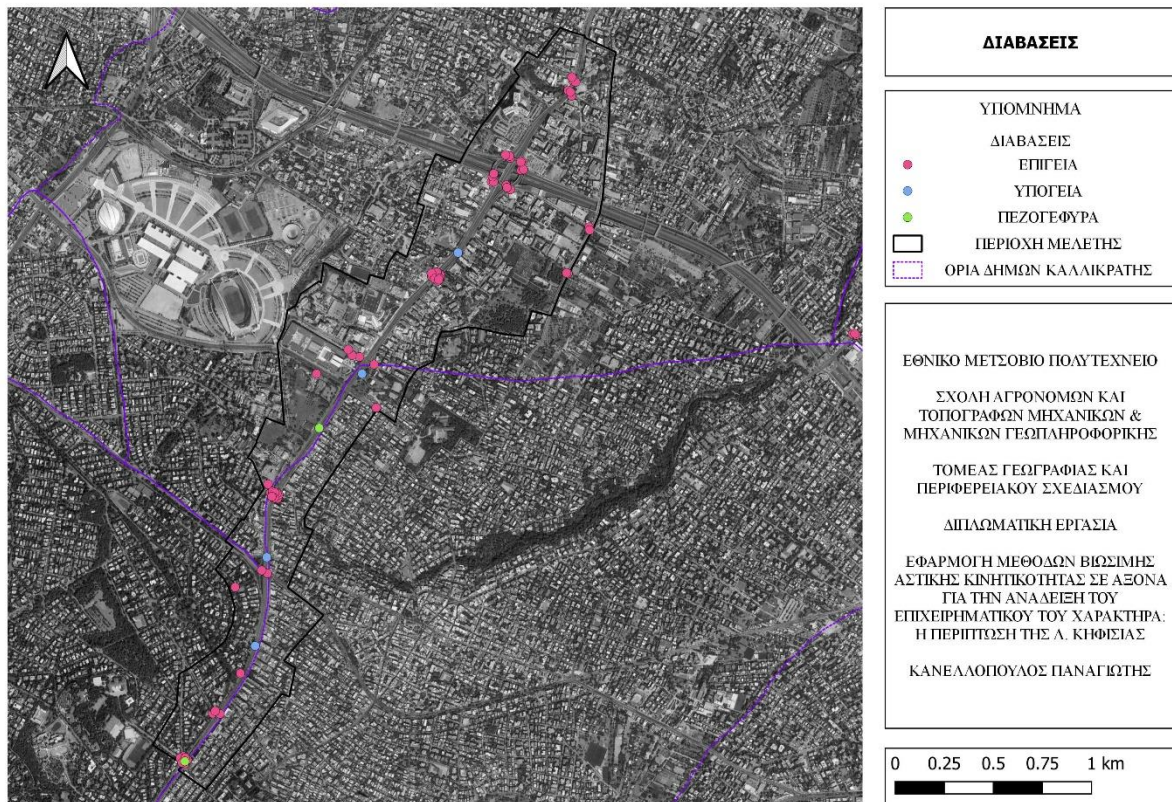 ΔΙΑΒΑΣΕΙΣ
ΥΠΟΜΝΗΜΑ
ΔΙΑΒΑΣΕΙΣ
ΕΠΙΓΕΙΑ
ΥΠΟΓΕΙΑ
ΠΕΖΟΓΕΦΥΡΑ
ΠΕΡΙΟΧΗ ΜΕΛΕΤΗΣ
ΟΡΙΑ ΔΗΜΩΝ ΚΑΛΛΙΚΡΑΤΗΣ
ΕΘΝΙΚΟ ΜΕΤΣΟΒΙΟ ΠΟΛΥΤΕΧΝΕΙΟ
ΣΧΟΛΗ ΑΓΡΟΝΟΜΩΝ ΚΑΙ
ΤΟΠΟΓΡΑΦΩΝ ΜΗΧΑΝΙΚΩΝ &
ΜΗΧΑΝΙΚΩΝ ΓΕΩΠΛΗΡΟΦΟΡΙΚΗΣ
ΤΟΜΕΑΣ ΓΕΩΓΡΑΦΙΑΣ ΚΑΙ
ΠΕΡΙΦΕΡΕΙΑΚΟΥ ΣΧΕΔΙΑΣΜΟΥ
ΔΙΠΛΩΜΑΤΙΚΗ ΕΡΓΑΣΙΑ
ΕΦΑΡΜΟΓΗ ΜΕΘΟΔΩΝ ΒΙΩΣΙΜΗΣ
ΑΣΤΙΚΗΣ ΚΙΝΗΤΙΚΟΤΗΤΑΣ ΣΕ ΑΞΟΝΑ
ΓΙΑ ΤΗΝ ΑΝΑΔΕΙΞΗ ΤΟΥ
ΕΠΙΧΕΙΡΗΜΑΤΙΚΟΥ ΤΟΥ ΧΑΡΑΚΤΗΡΑ:
Η ΠΕΡΙΠΤΩΣΗ ΤΗΣ Λ. ΚΗΦΙΣΙΑΣ
ΚΑΝΕΛΛΟΠΟΥΛΟΣ ΠΑΝΑΓΙΩΤΗΣ
0 0.25 0.5 0.75 1 km